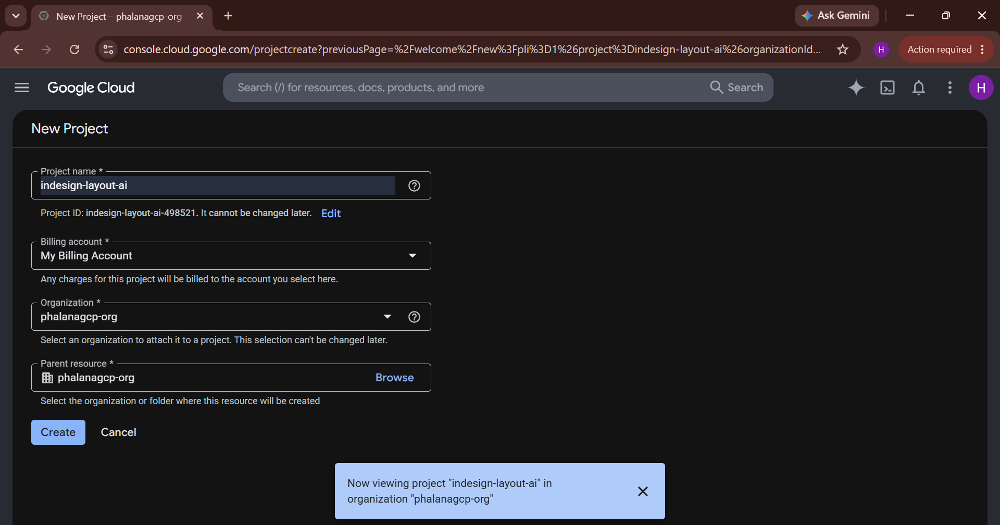 New Project – phalanagcp-org -
Ask Gemini
console.cloud.google.com/projectcreate?previousPage=%2Fwelcome%2Fnew%3Fpli%3D1%26project%3Dindesign-layout-ai%26organizationId...
H
Action required
Google Cloud
Search (/) for resources, docs, products, and more
Search
H
New Project
Project name *
indesign-layout-ai
Project ID: indesign-layout-ai-498521. It cannot be changed later. Edit
Billing account *
My Billing Account
Any charges for this project will be billed to the account you select here.
Organization *
phalanagcp-org
Select an organization to attach it to a project. This selection can't be changed later.
Parent resource *
phalanagcp-org
Browse
Select the organization or folder where this resource will be created
Create
Cancel
Now viewing project "indesign-layout-ai" in
organization "phalanagcp-org"